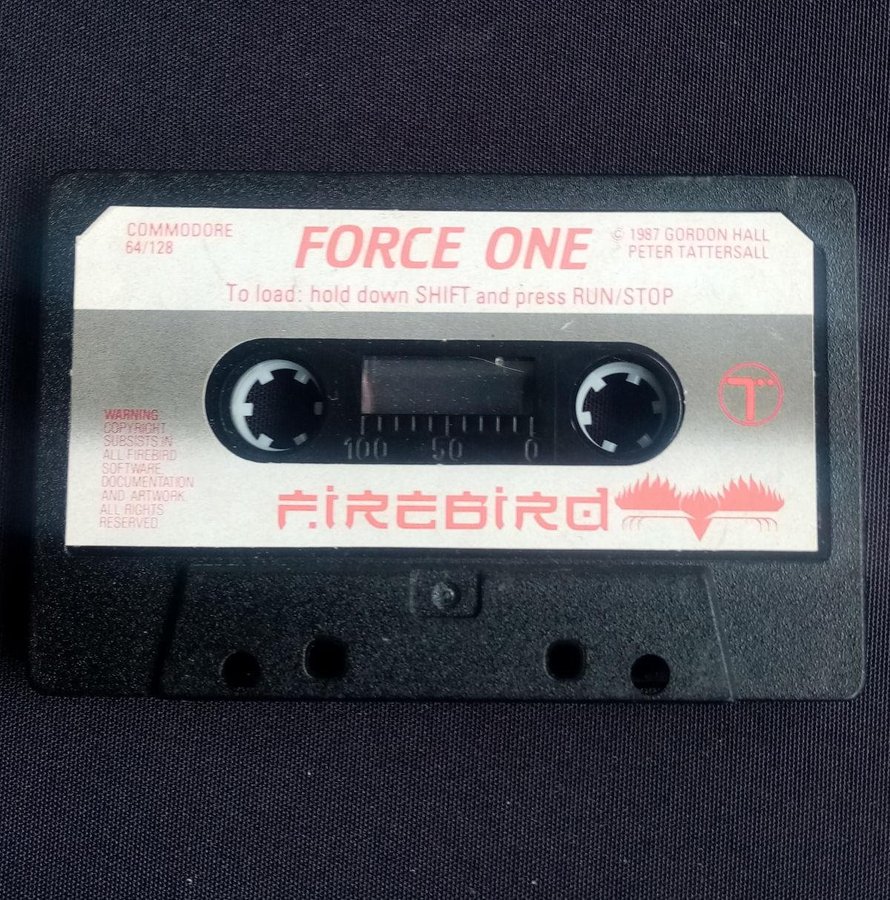 COMMODORE
64/128
FORCE ONE
© 1987 GORDON HALL
PETER TATTERSALL
To load: hold down SHIFT and press RUN/STOP
T
WARNING
COPYRIGHT
SUBSISTS IN
ALL FIREBIRD
SOFTWARE,
DOCUMENTATION
AND ARTWORK.
ALL RIGHTS
RESERVED.
100 50 0
FIREBIRD